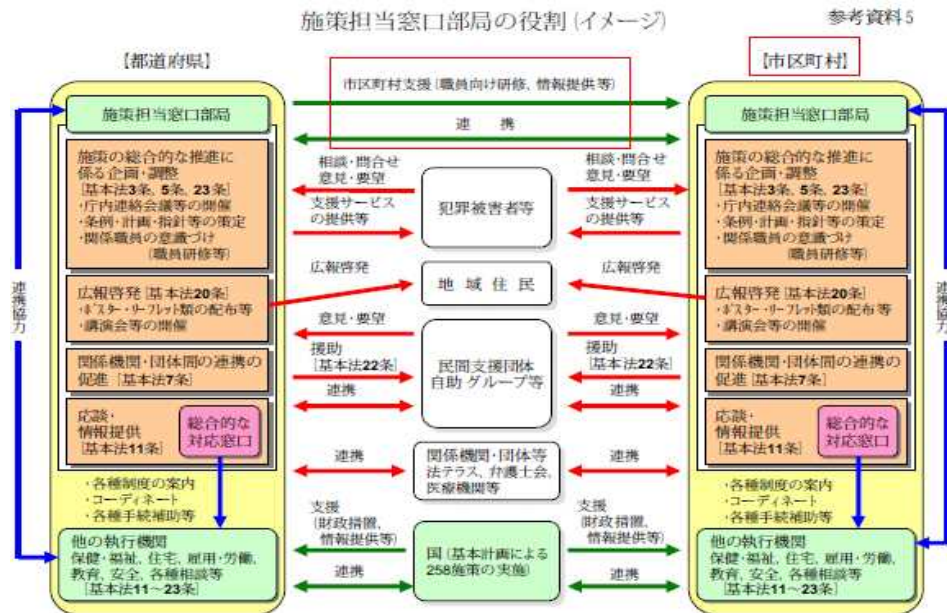 施策担当窓口部局の役割(イメージ)
参考資料5
【都道府県】
施策担当窓口部局
施策の総合的な推進に
係る企画・調整
[基本法3条、5条、23条]
・庁内連絡会議等の開催
・条例・計画・指針等の策定
・関係職員の意識づけ
(職員研修等)
広報啓発 [基本法20条]
・ポスター・リーフレット類の配布等
・講演会等の開催
関係機関・団体間の連携の
促進 [基本法7条]
応談・
情報提供
[基本法11条]
総合的な
対応窓口
・各種制度の案内
・コーディネート
・各種手続補助等
他の執行機関
保健・福祉、住宅、雇用・労働、
教育、安全、各種相談等
[基本法11~23条]
連携協力
市区町村支援(職員向け研修、情報提供等)
連 携
相談・問合せ
意見・要望
支援サービス
の提供等
犯罪被害者等
相談・問合せ
意見・要望
支援サービス
の提供等
広報啓発
地 域 住 民
広報啓発
意見・要望
援助
[基本法22条]
連携
民間支援団体
自助グループ等
意見・要望
援助
[基本法22条]
連携
連携
関係機関・団体等
法テラス、弁護士会、
医療機関等
連携
支援
(財政措置、
情報提供等)
連携
国(基本計画による
258施策の実施)
支援
(財政措置、
情報提供等)
連携
【市区町村】
施策担当窓口部局
施策の総合的な推進に
係る企画・調整
[基本法3条、5条、23条]
・庁内連絡会議等の開催
・条例・計画・指針等の策定
・関係職員の意識づけ
(職員研修等)
広報啓発 [基本法20条]
・ポスター・リーフレット類の配布等
・講演会等の開催
関係機関・団体間の連携の
促進 [基本法7条]
応談・
情報提供
[基本法11条]
総合的な
対応窓口
・各種制度の案内
・コーディネート
・各種手続補助等
他の執行機関
保健・福祉、住宅、雇用・労働、
教育、安全、各種相談等
[基本法11~23条]
連携協力